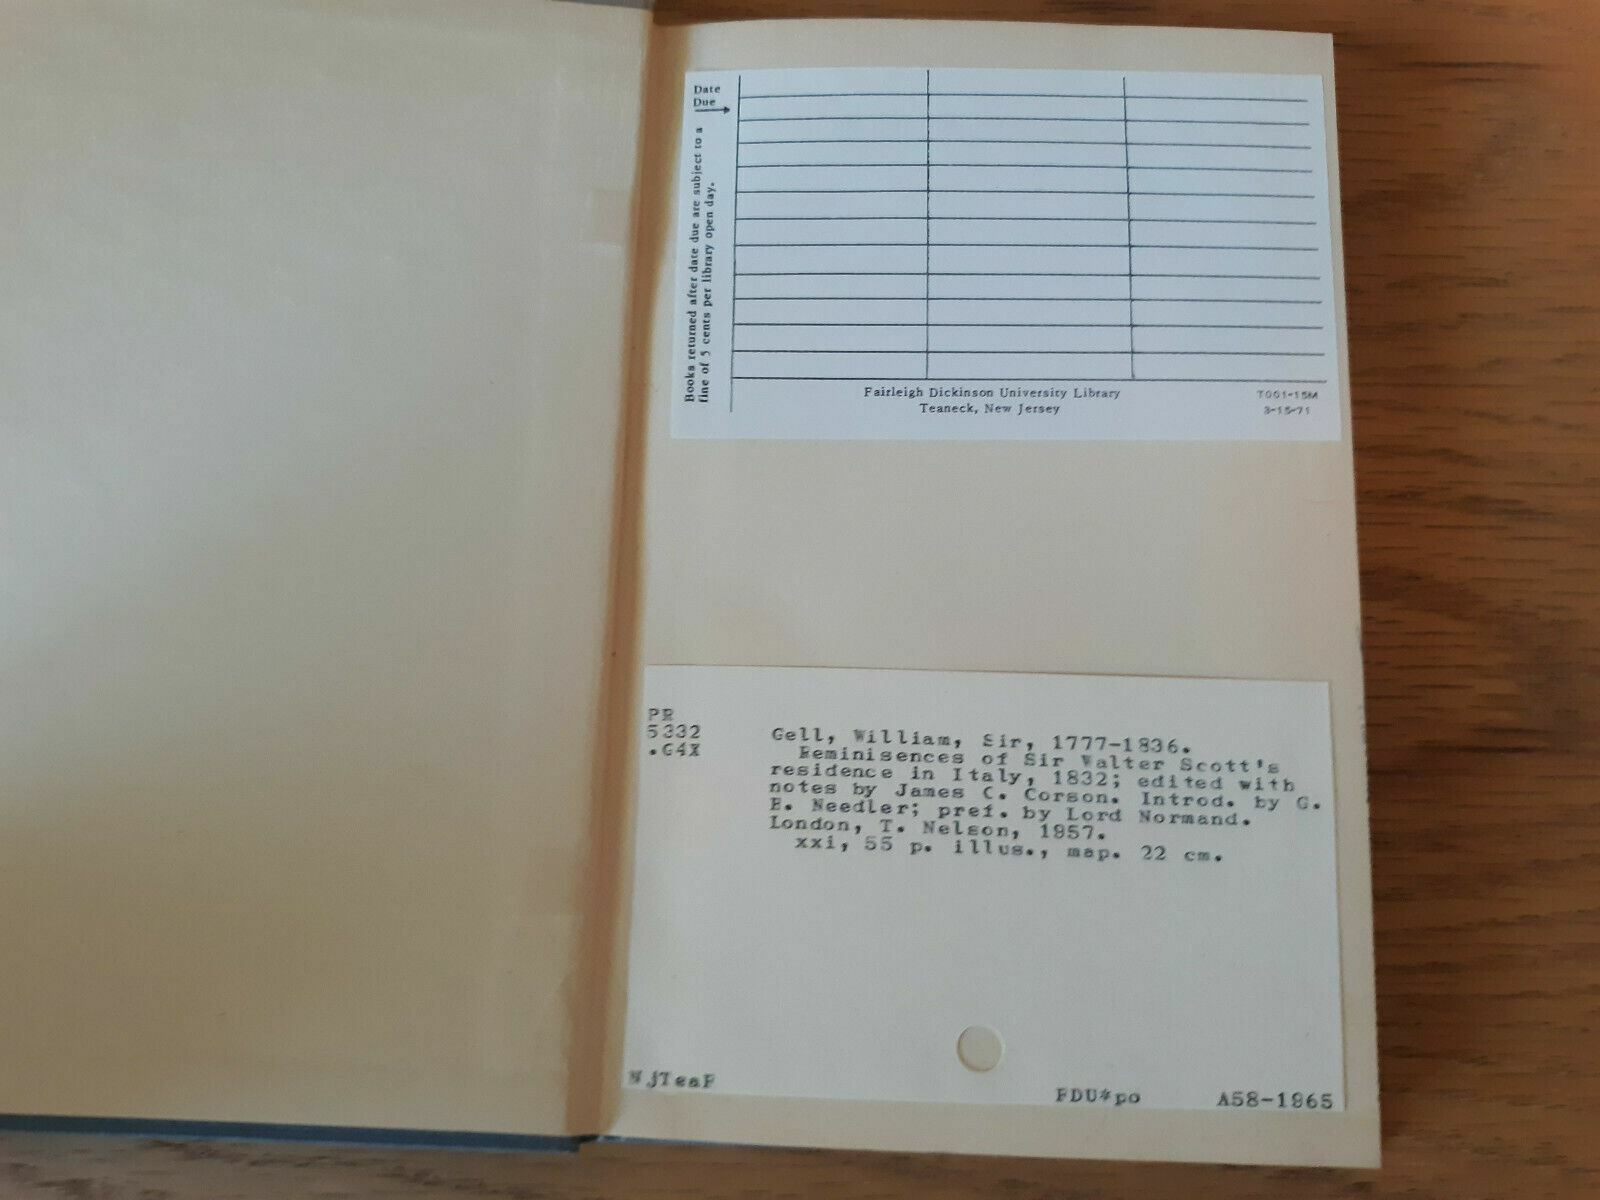 Date
Due
Books returned after date due are subject to a
fine of 5 cents per library open day.
Fairleigh Dickinson University Library
Teaneck, New Jersey
T001-15M
3-15-71
PR
5332
.G4X
Gell, William, Sir, 1777-1836.
Reminisences of Sir Walter Scott's
residence in Italy, 1832; edited with
notes by James C. Corson. Introd. by G.
H. Needler; pref. by Lord Normand.
London, T. Nelson, 1957.
xxi, 55 p. illus., map. 22 cm.
NjTeaF
FDU*po
A58-1965